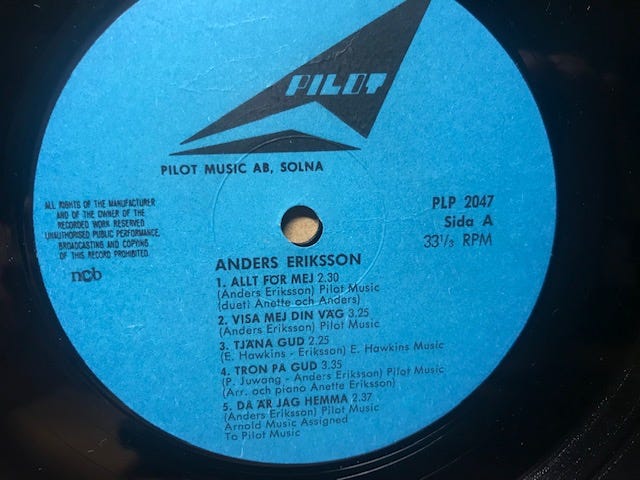 PILOT
PILOT MUSIC AB, SOLNA
ALL RIGHTS OF THE MANUFACTURER
AND OF THE OWNER OF THE
RECORDED WORK RESERVED
UNAUTHORISED PUBLIC PERFORMANCE,
BROADCASTING AND COPYING
OF THIS RECORD PROHIBITED.
ncb
PLP 2047
Sida A
33⅓ RPM
ANDERS ERIKSSON
1. ALLT FÖR MEJ 2.30
(Anders Eriksson) Pilot Music
(duet: Anette och Anders)
2. VISA MEJ DIN VÄG 3.25
(Anders Eriksson) Pilot Music
3. TJÄNA GUD 2.25
(E. Hawkins - Eriksson) E. Hawkins Music
4. TRON PÅ GUD 3.35
(P. Juwang - Anders Eriksson) Pilot Music
(Arr. och piano Anette Eriksson)
5. DÄ ÄR JAG HEMMA 2.37
(Anders Eriksson) Pilot Music
Arnold Music Assigned
To Pilot Music